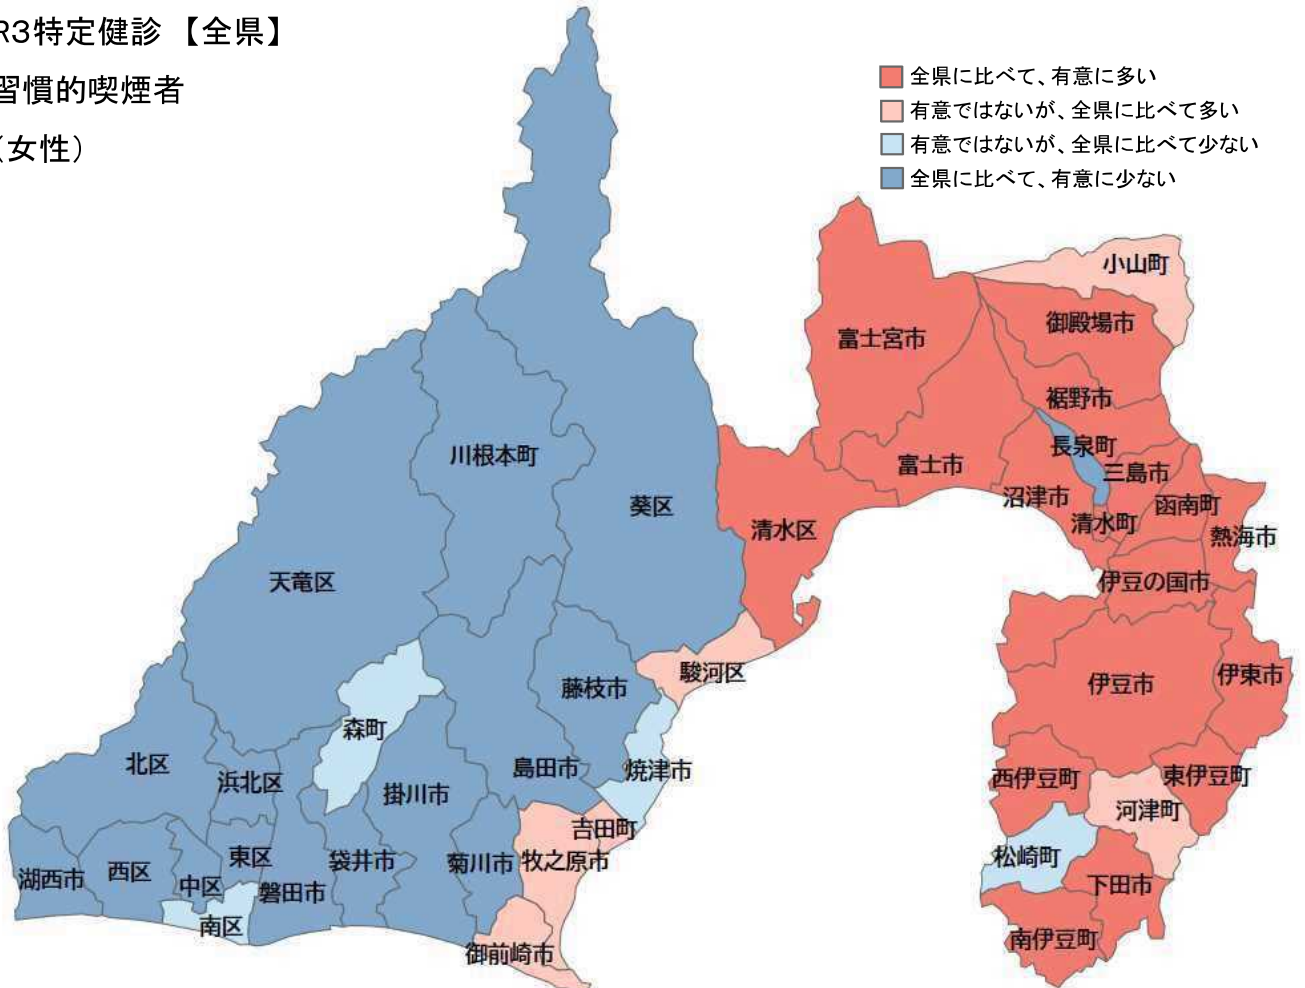 R3特定健診 【全県】
習慣的喫煙者
(女性)
全県に比べて、有意に多い
有意ではないが、全県に比べて多い
有意ではないが、全県に比べて少ない
全県に比べて、有意に少ない
小山町
御殿場市
富士宮市
裾野市
長泉町
川根本町
富士市
三島市
沼津市
函南町
葵区
清水区
清水町
熱海市
天竜区
伊豆の国市
駿河区
藤枝市
伊豆市
伊東市
森町
北区
浜北区
島田市
焼津市
西伊豆町
東伊豆町
掛川市
河津町
吉田町
湖西市
西区
中区
東区
磐田市
袋井市
菊川市
牧之原市
松崎町
下田市
南区
御前崎市
南伊豆町